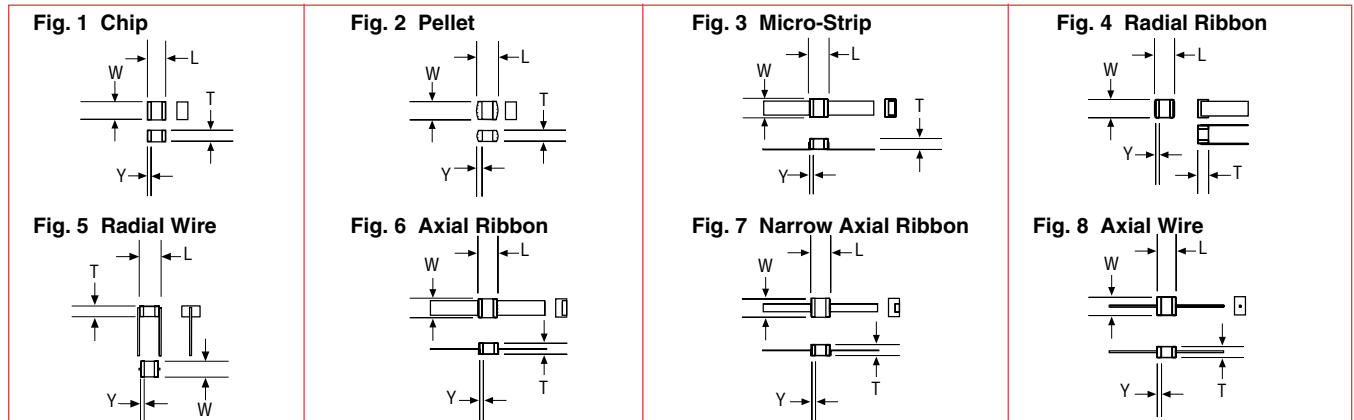 Fig. 1 Chip
W
L
T
Y
Fig. 2 Pellet
W
L
T
Y
Fig. 3 Micro-Strip
W
L
T
Y
Fig. 4 Radial Ribbon
W
L
Y
T
Fig. 5 Radial Wire
L
T
Y
W
Fig. 6 Axial Ribbon
W
L
Y
T
Fig. 7 Narrow Axial Ribbon
W
L
Y
T
Fig. 8 Axial Wire
W
L
Y
T